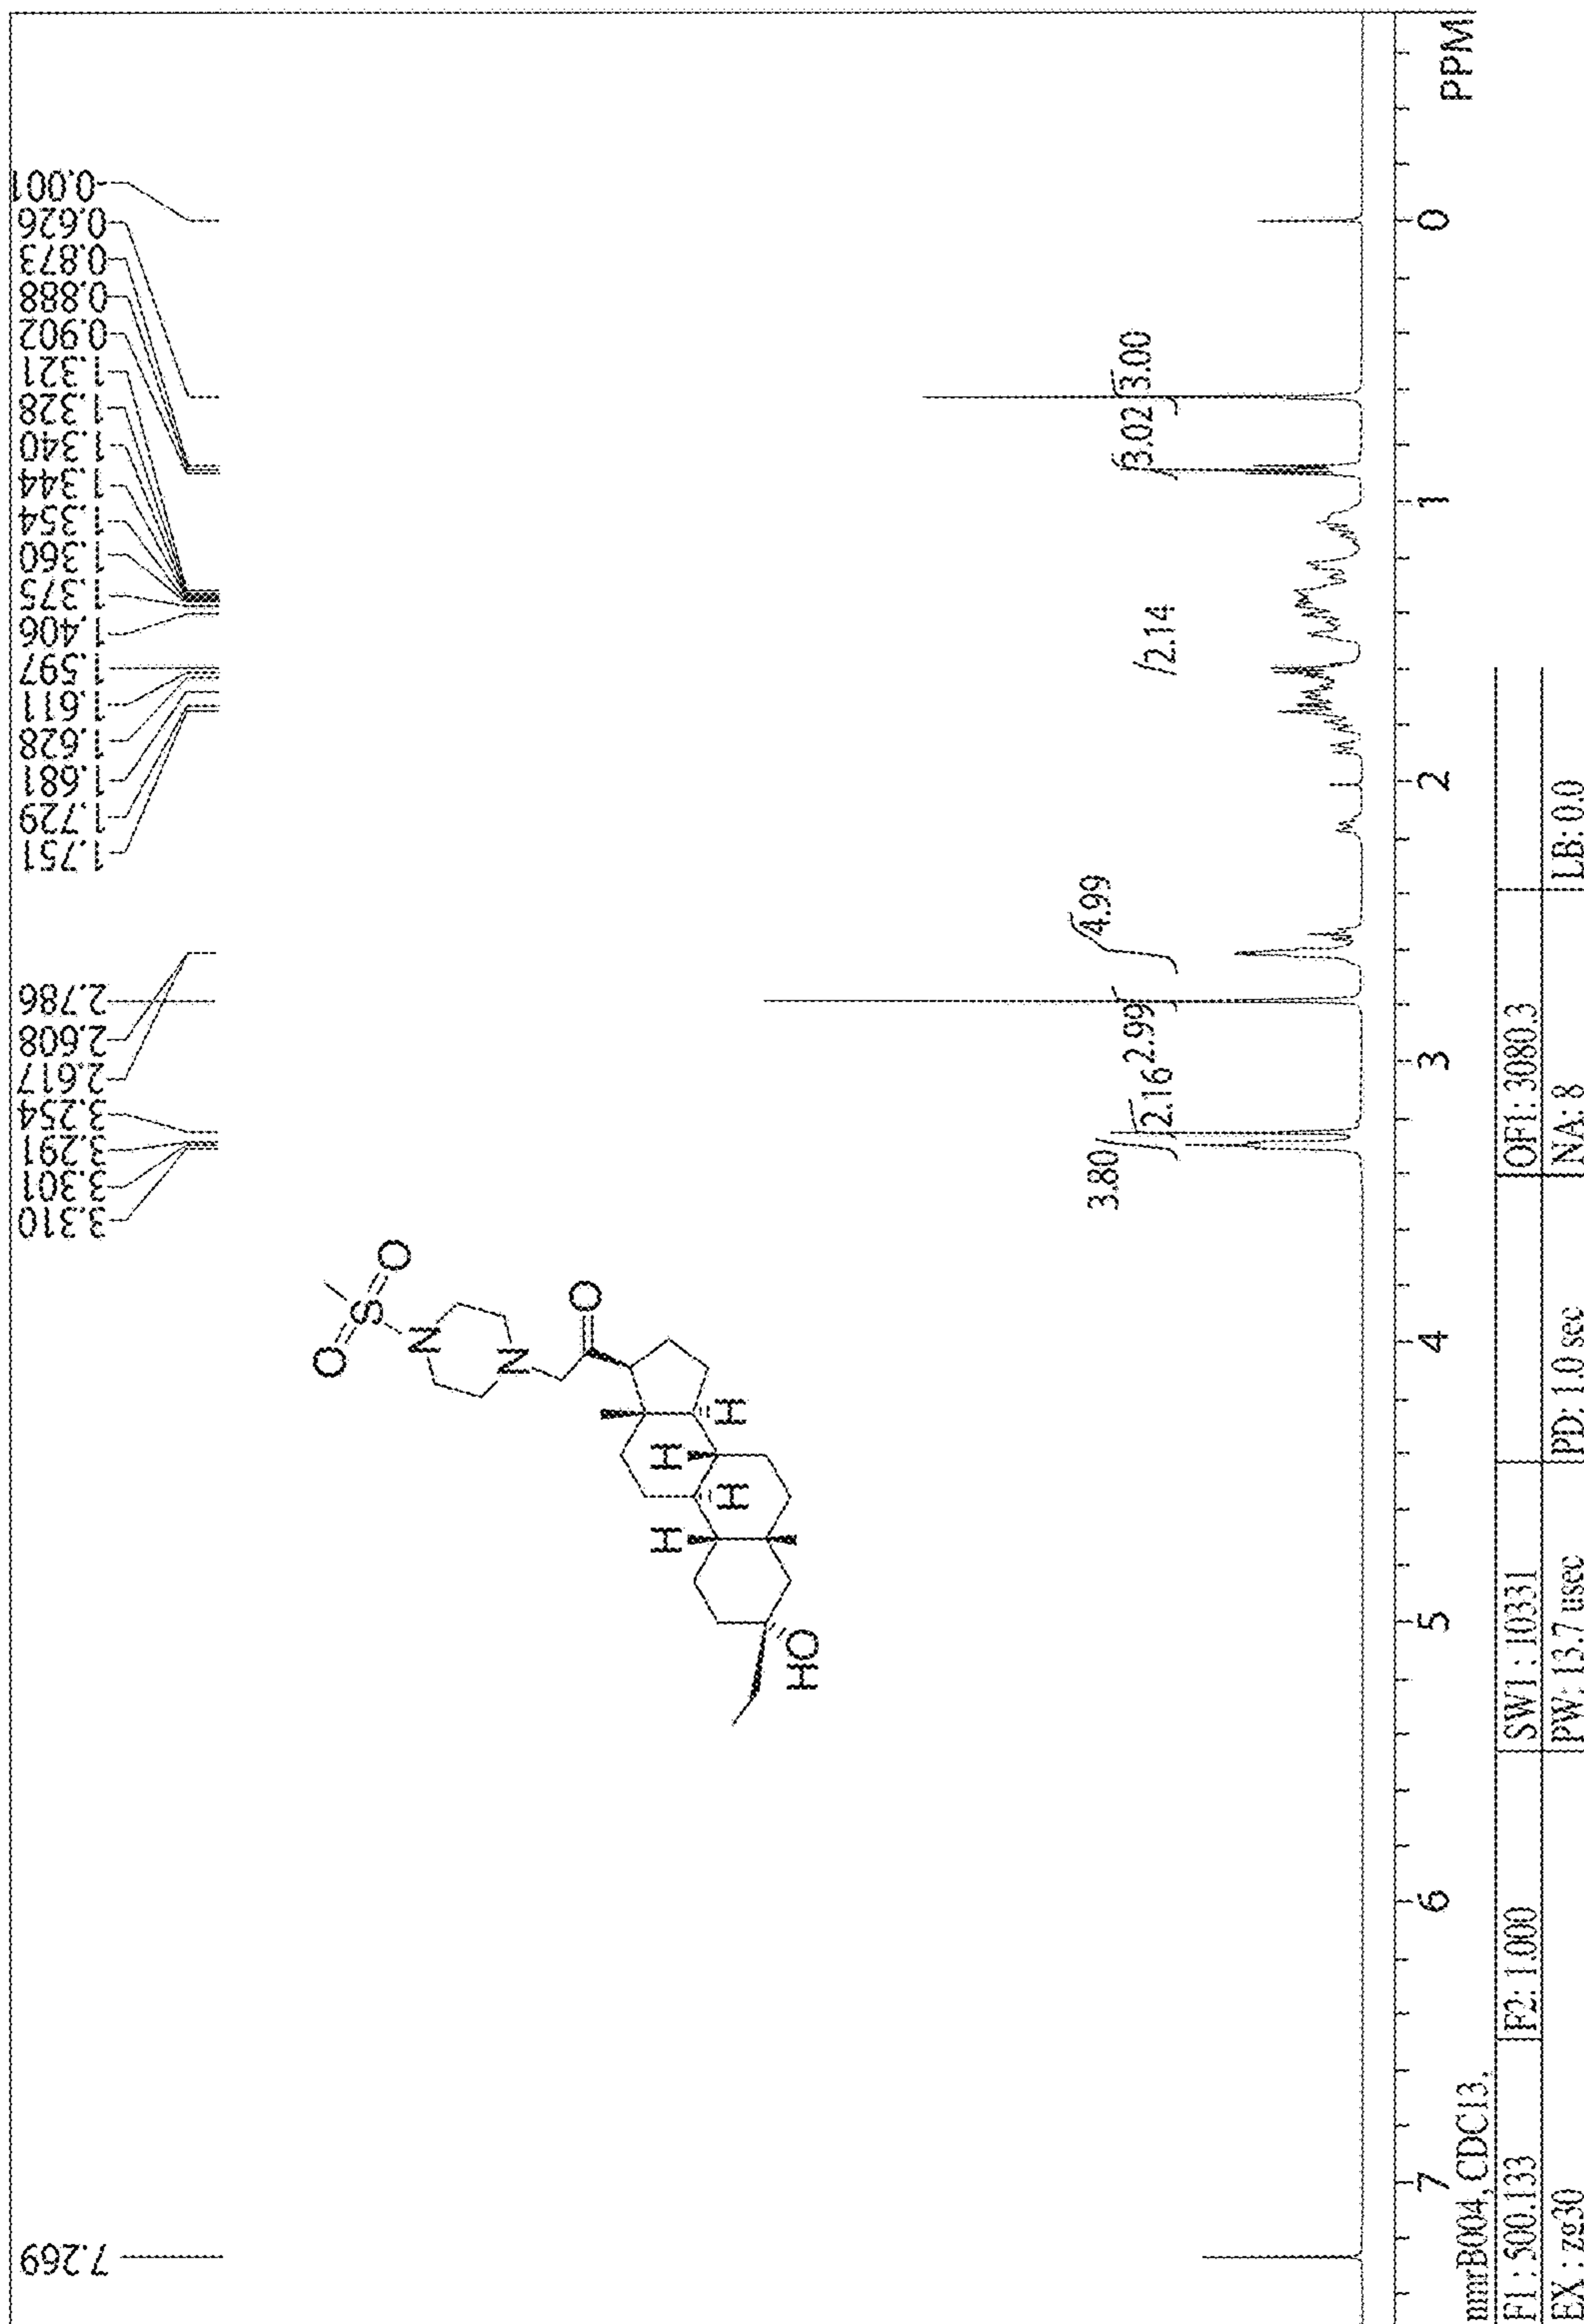 7.269
3.310
3.301
3.291
3.254
2.617
2.608
2.786
1.751
1.729
1.681
1.628
1.611
1.597
1.406
1.375
1.360
1.354
1.344
1.340
1.328
1.321
0.902
0.888
0.873
0.626
0.001
O
S
O
N
N
O
H
H
H
H
HO
3.80
2.16
2.99
4.99
2.14
3.02
3.00
7 6 5 4 3 2 1 0 PPM
nmrB004, CDC13,
F1 : 500.133 F2: 1.000 SW1 : 10331 OF1: 3080.3
EX : zg30 PW: 13.7 usec PD: 1.0 sec NA: 8 LB: 0.0